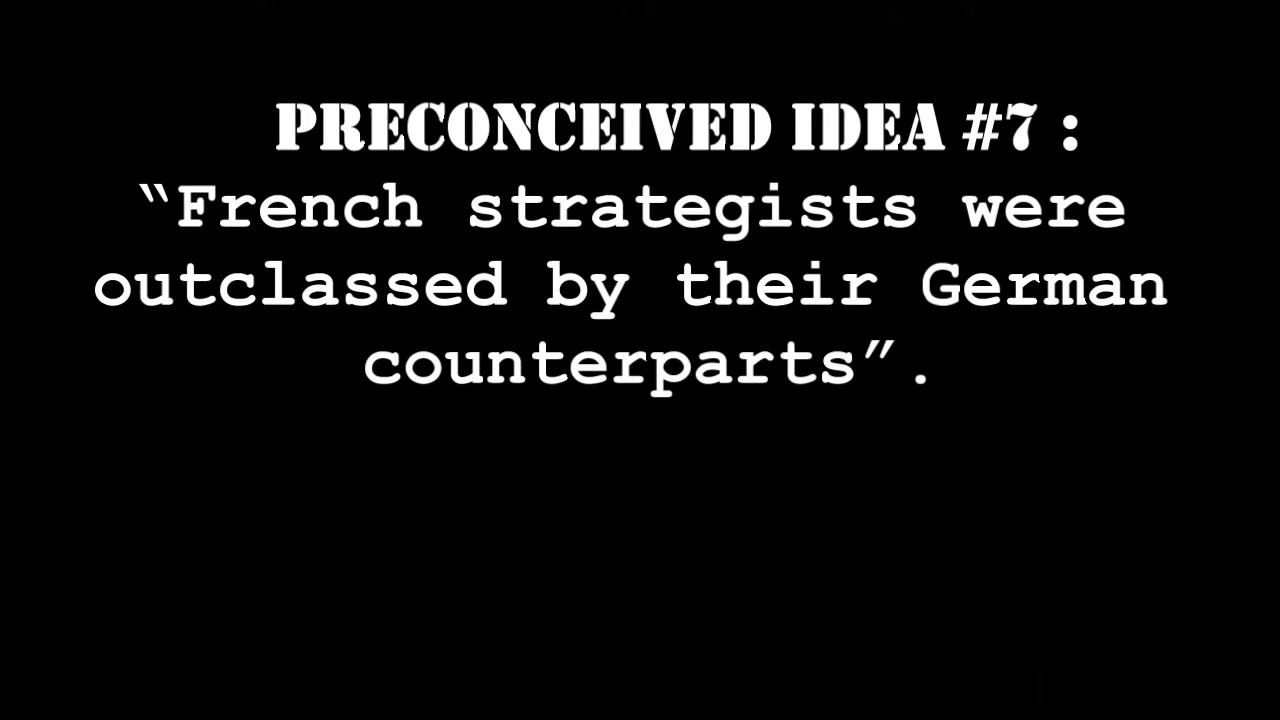 PRECONCEIVED IDEA #7 :
“French strategists were
outclassed by their German
counterparts”.